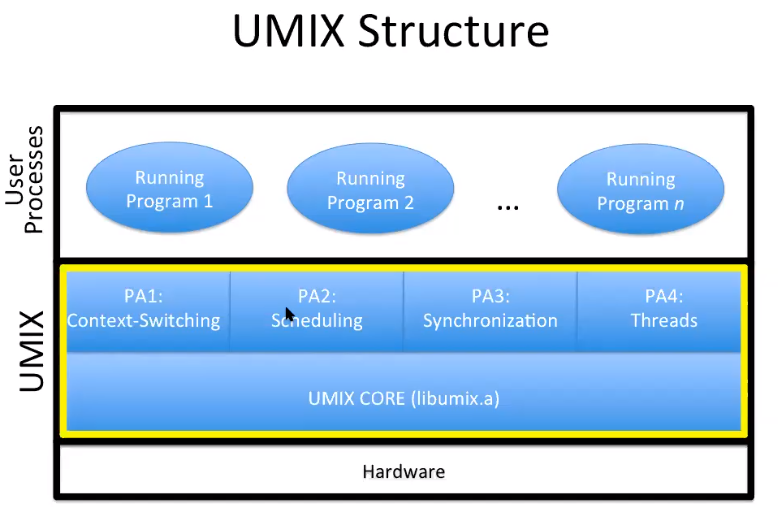 UMIX Structure
User
Processes
Running
Program 1
Running
Program 2
...
Running
Program n
UMIX
PA1:
Context-Switching
PA2:
Scheduling
PA3:
Synchronization
PA4:
Threads
UMIX CORE (libumix.a)
Hardware